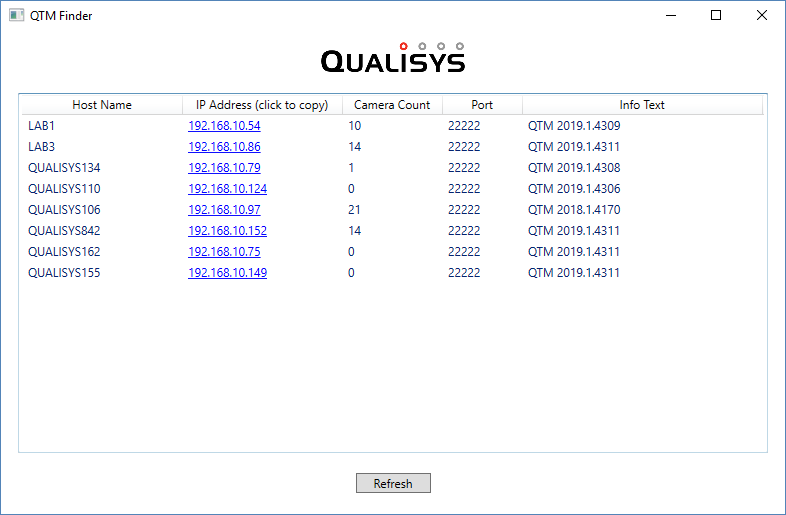 QTM Finder
QUALISYS
Host Name IP Address (click to copy) Camera Count Port Info Text
LAB1 192.168.10.54 10 22222 QTM 2019.1.4309
LAB3 192.168.10.86 14 22222 QTM 2019.1.4311
QUALISYS134 192.168.10.79 1 22222 QTM 2019.1.4308
QUALISYS110 192.168.10.124 0 22222 QTM 2019.1.4306
QUALISYS106 192.168.10.97 21 22222 QTM 2018.1.4170
QUALISYS842 192.168.10.152 14 22222 QTM 2019.1.4311
QUALISYS162 192.168.10.75 0 22222 QTM 2019.1.4311
QUALISYS155 192.168.10.149 0 22222 QTM 2019.1.4311
Refresh